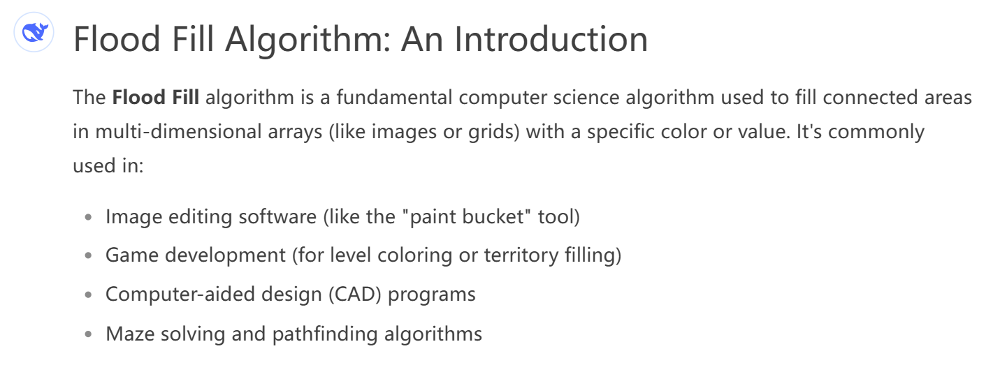 Flood Fill Algorithm: An Introduction
The Flood Fill algorithm is a fundamental computer science algorithm used to fill connected areas
in multi-dimensional arrays (like images or grids) with a specific color or value. It's commonly
used in:
• Image editing software (like the "paint bucket" tool)
• Game development (for level coloring or territory filling)
• Computer-aided design (CAD) programs
• Maze solving and pathfinding algorithms